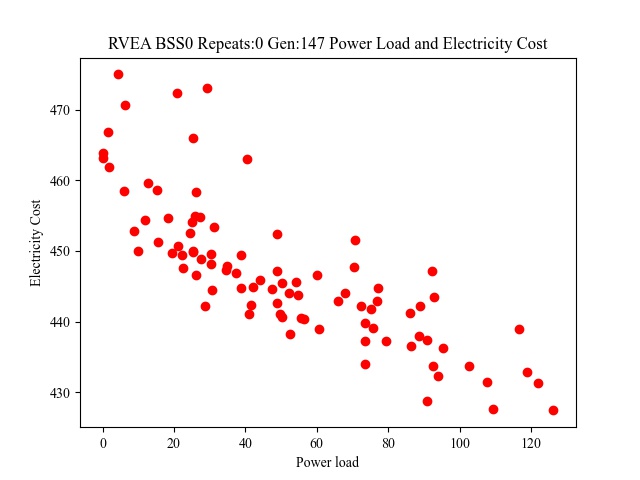 RVEA BSS0 Repeats:0 Gen:147 Power Load and Electricity Cost
470
460
450
440
430
Electricity Cost
0 20 40 60 80 100 120
Power load